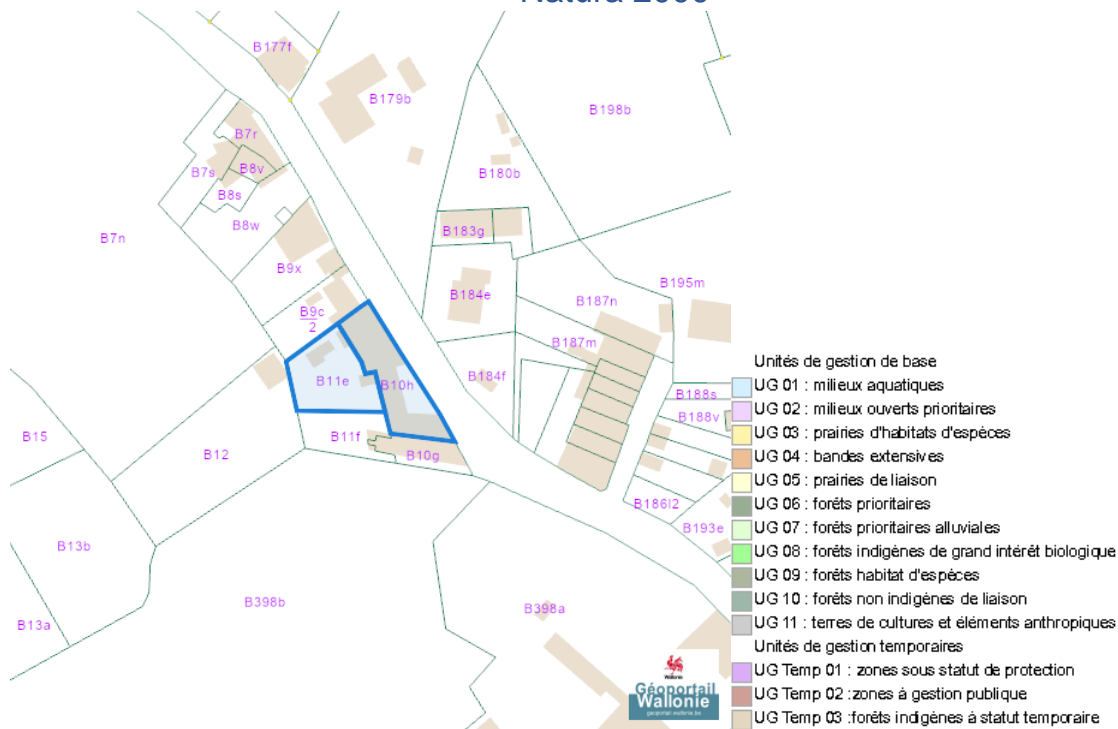 Natura 2000
B177f
B179b
B198b
B7r
B7s
B8v
B8s
B180b
B8w
B183g
B7n
B9x
B195m
B184e
B187n
B9c
2
B187m
B11e
B10h
B184f
B188s
B188v
B15
B12
B11f
B10g
B186l2
B193e
B13b
B398b
B398a
B13a
Wallonie
Géoportail
Wallonie
geoportail.wallonie.be
Unités de gestion de base
UG 01 : milieux aquatiques
UG 02 : milieux ouverts prioritaires
UG 03 : prairies d'habitats d'espèces
UG 04 : bandes extensives
UG 05 : prairies de liaison
UG 06 : forêts prioritaires
UG 07 : forêts prioritaires alluviales
UG 08 : forêts indigènes de grand intérêt biologique
UG 09 : forêts habitat d'espèces
UG 10 : forêts non indigènes de liaison
UG 11 : terres de cultures et éléments anthropiques
Unités de gestion temporaires
UG Temp 01 : zones sous statut de protection
UG Temp 02 :zones à gestion publique
UG Temp 03 :forêts indigènes à statut temporaire